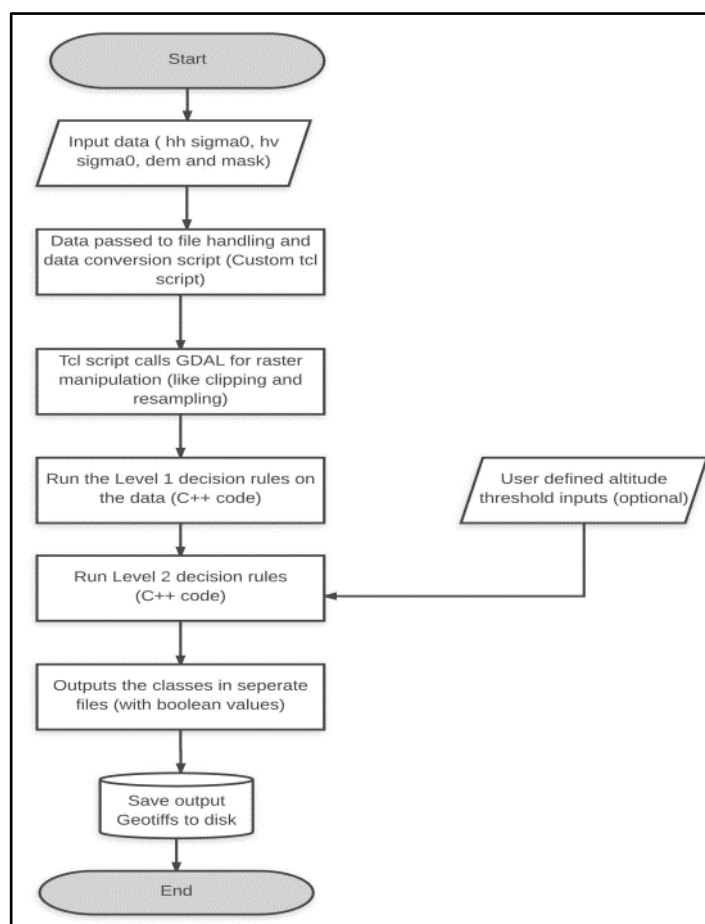 Start
Input data ( hh sigma0, hv
sigma0, dem and mask)
Data passed to file handling and
data conversion script (Custom tcl
script)
Tcl script calls GDAL for raster
manipulation (like clipping and
resampling)
Run the Level 1 decision rules on
the data (C++ code)
User defined altitude
threshold inputs (optional)
Run Level 2 decision rules
(C++ code)
Outputs the classes in seperate
files (with boolean values)
Save output
Geotiffs to disk
End